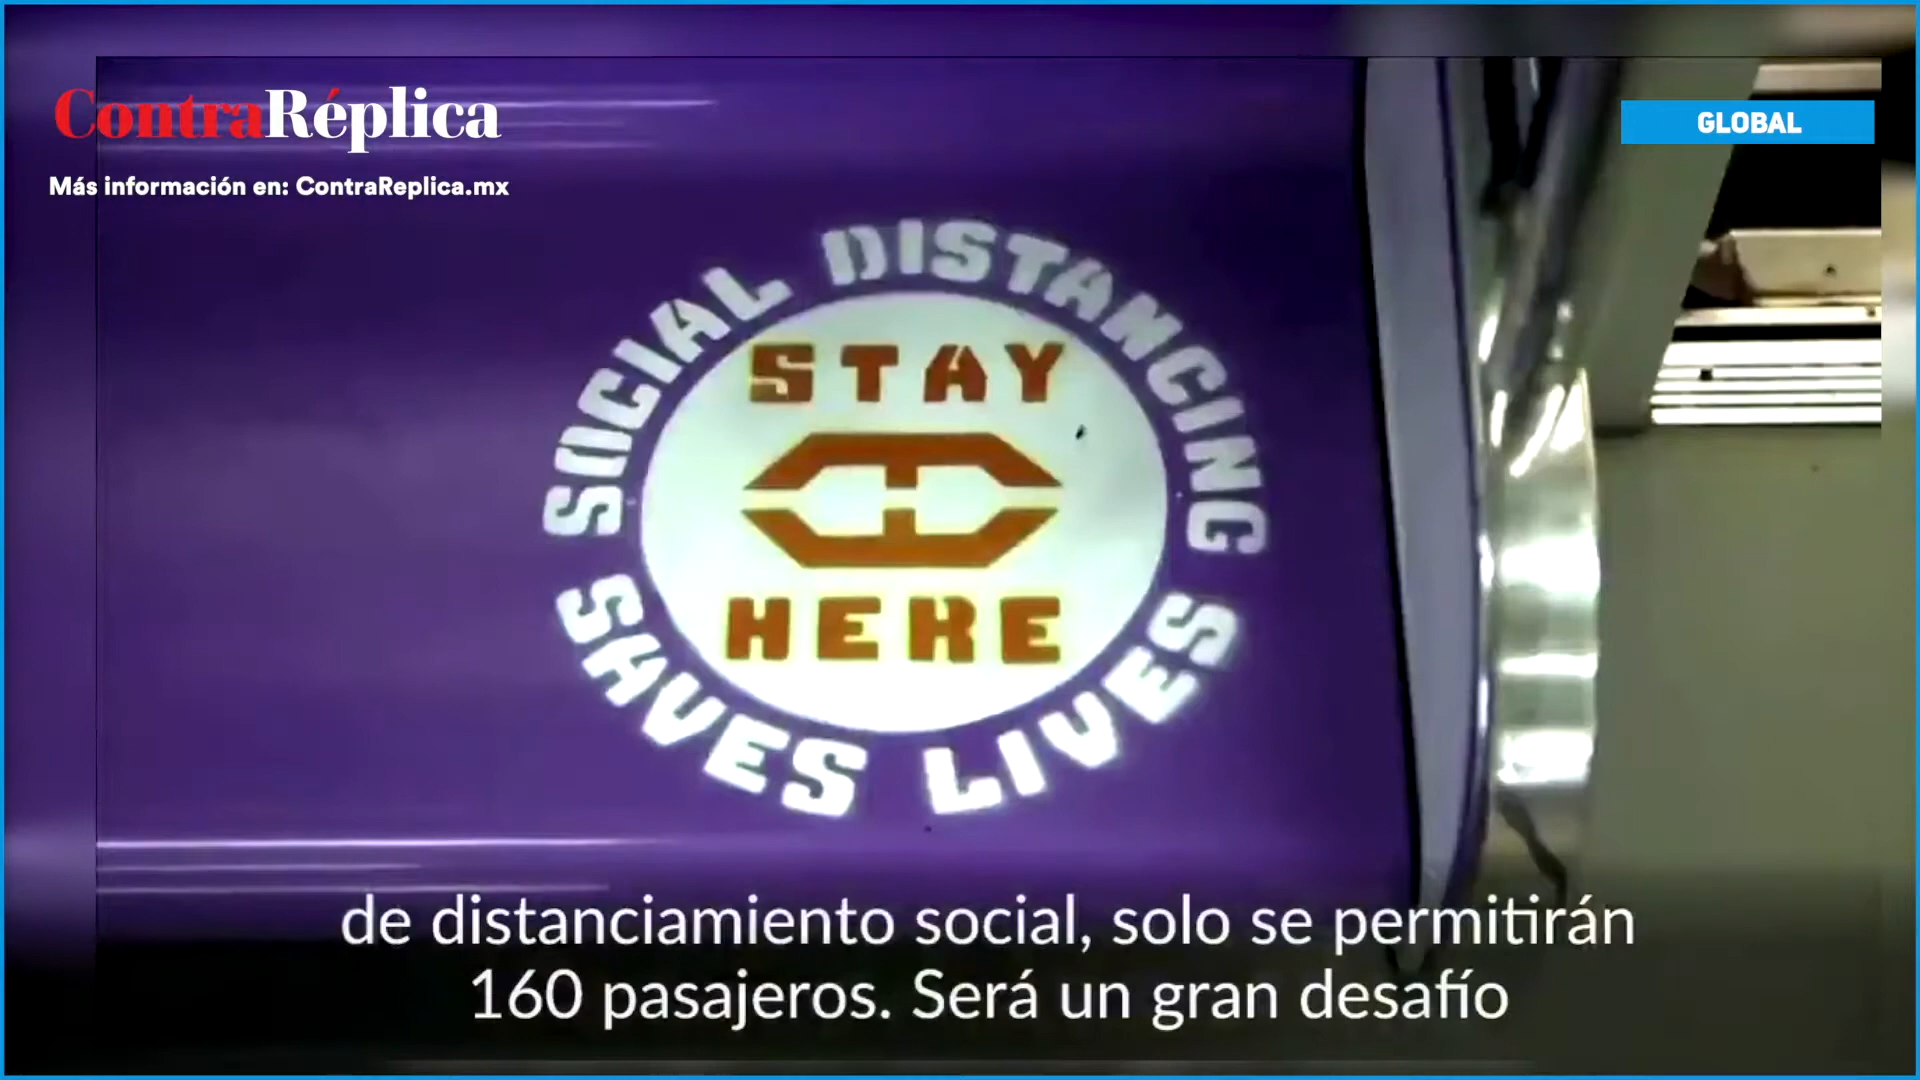 ContraRéplica
GLOBAL
Más información en: ContraReplica.mx
SOCIAL DISTANCING
STAY
HERE
SAVES LIVES
de distanciamiento social, solo se permitirán
160 pasajeros. Será un gran desafío